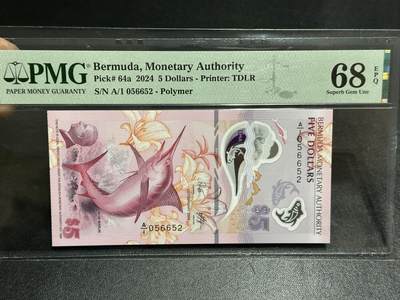 PMG
PAPER MONEY GUARANTY
Bermuda, Monetary Authority
Pick# 64a 2024 5 Dollars - Printer: TDLR
S/N A/1 056652 - Polymer
68 EPQ
Superb Gem Unc
BERMUDA MONETARY AUTHORITY
FIVE DOLLARS
A/1 056652
$5
A/1 056652
$5